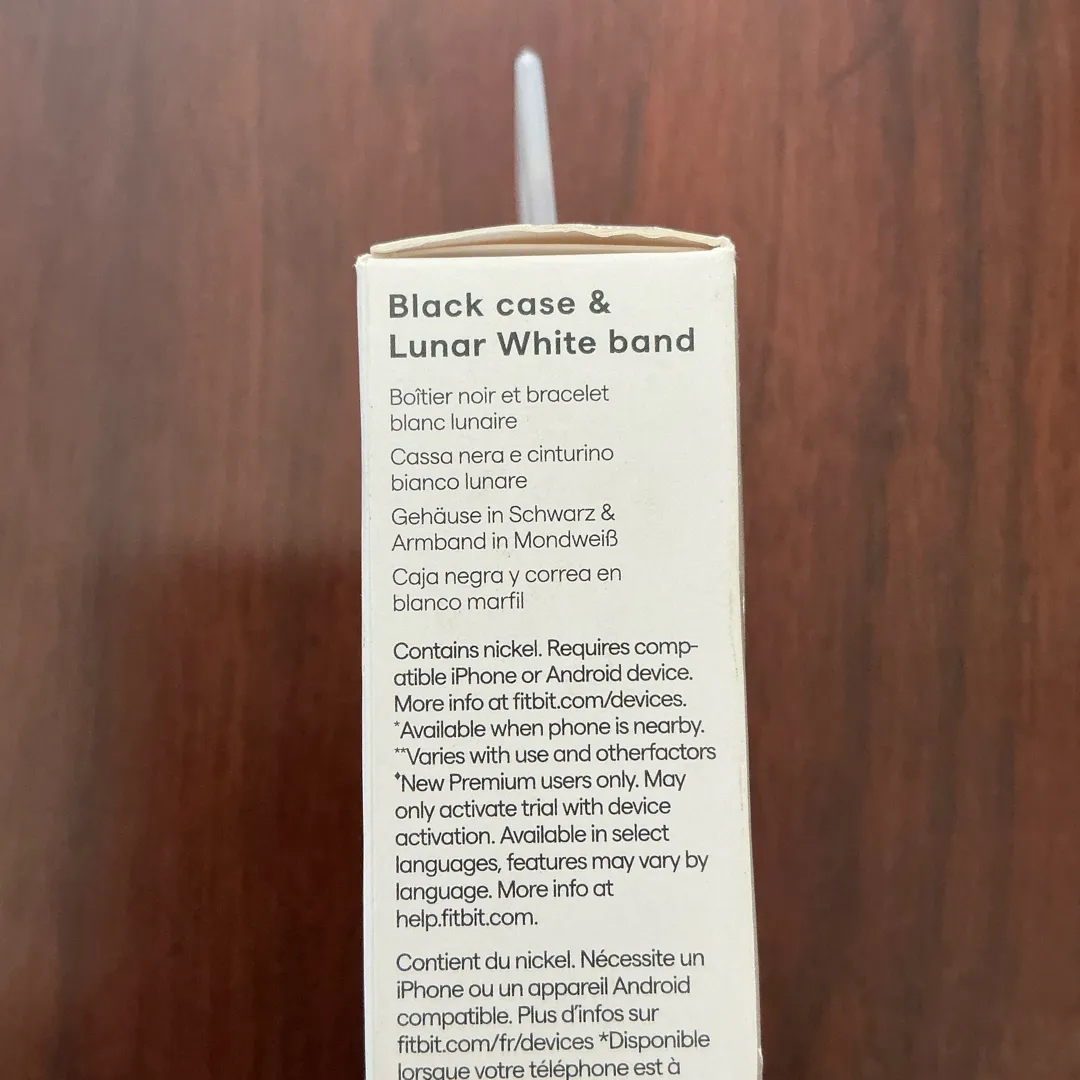 Black case &
Lunar White band
Boîtier noir et bracelet
blanc lunaire
Cassa nera e cinturino
bianco lunare
Gehäuse in Schwarz &
Armband in Mondweiß
Caja negra y correa en
blanco marfil
Contains nickel. Requires comp-
atible iPhone or Android device.
More info at fitbit.com/devices.
*Available when phone is nearby.
**Varies with use and otherfactors
♦New Premium users only. May
only activate trial with device
activation. Available in select
languages, features may vary by
language. More info at
help.fitbit.com.
Contient du nickel. Nécessite un
iPhone ou un appareil Android
compatible. Plus d'infos sur
fitbit.com/fr/devices *Disponible
lorsque votre téléphone est à